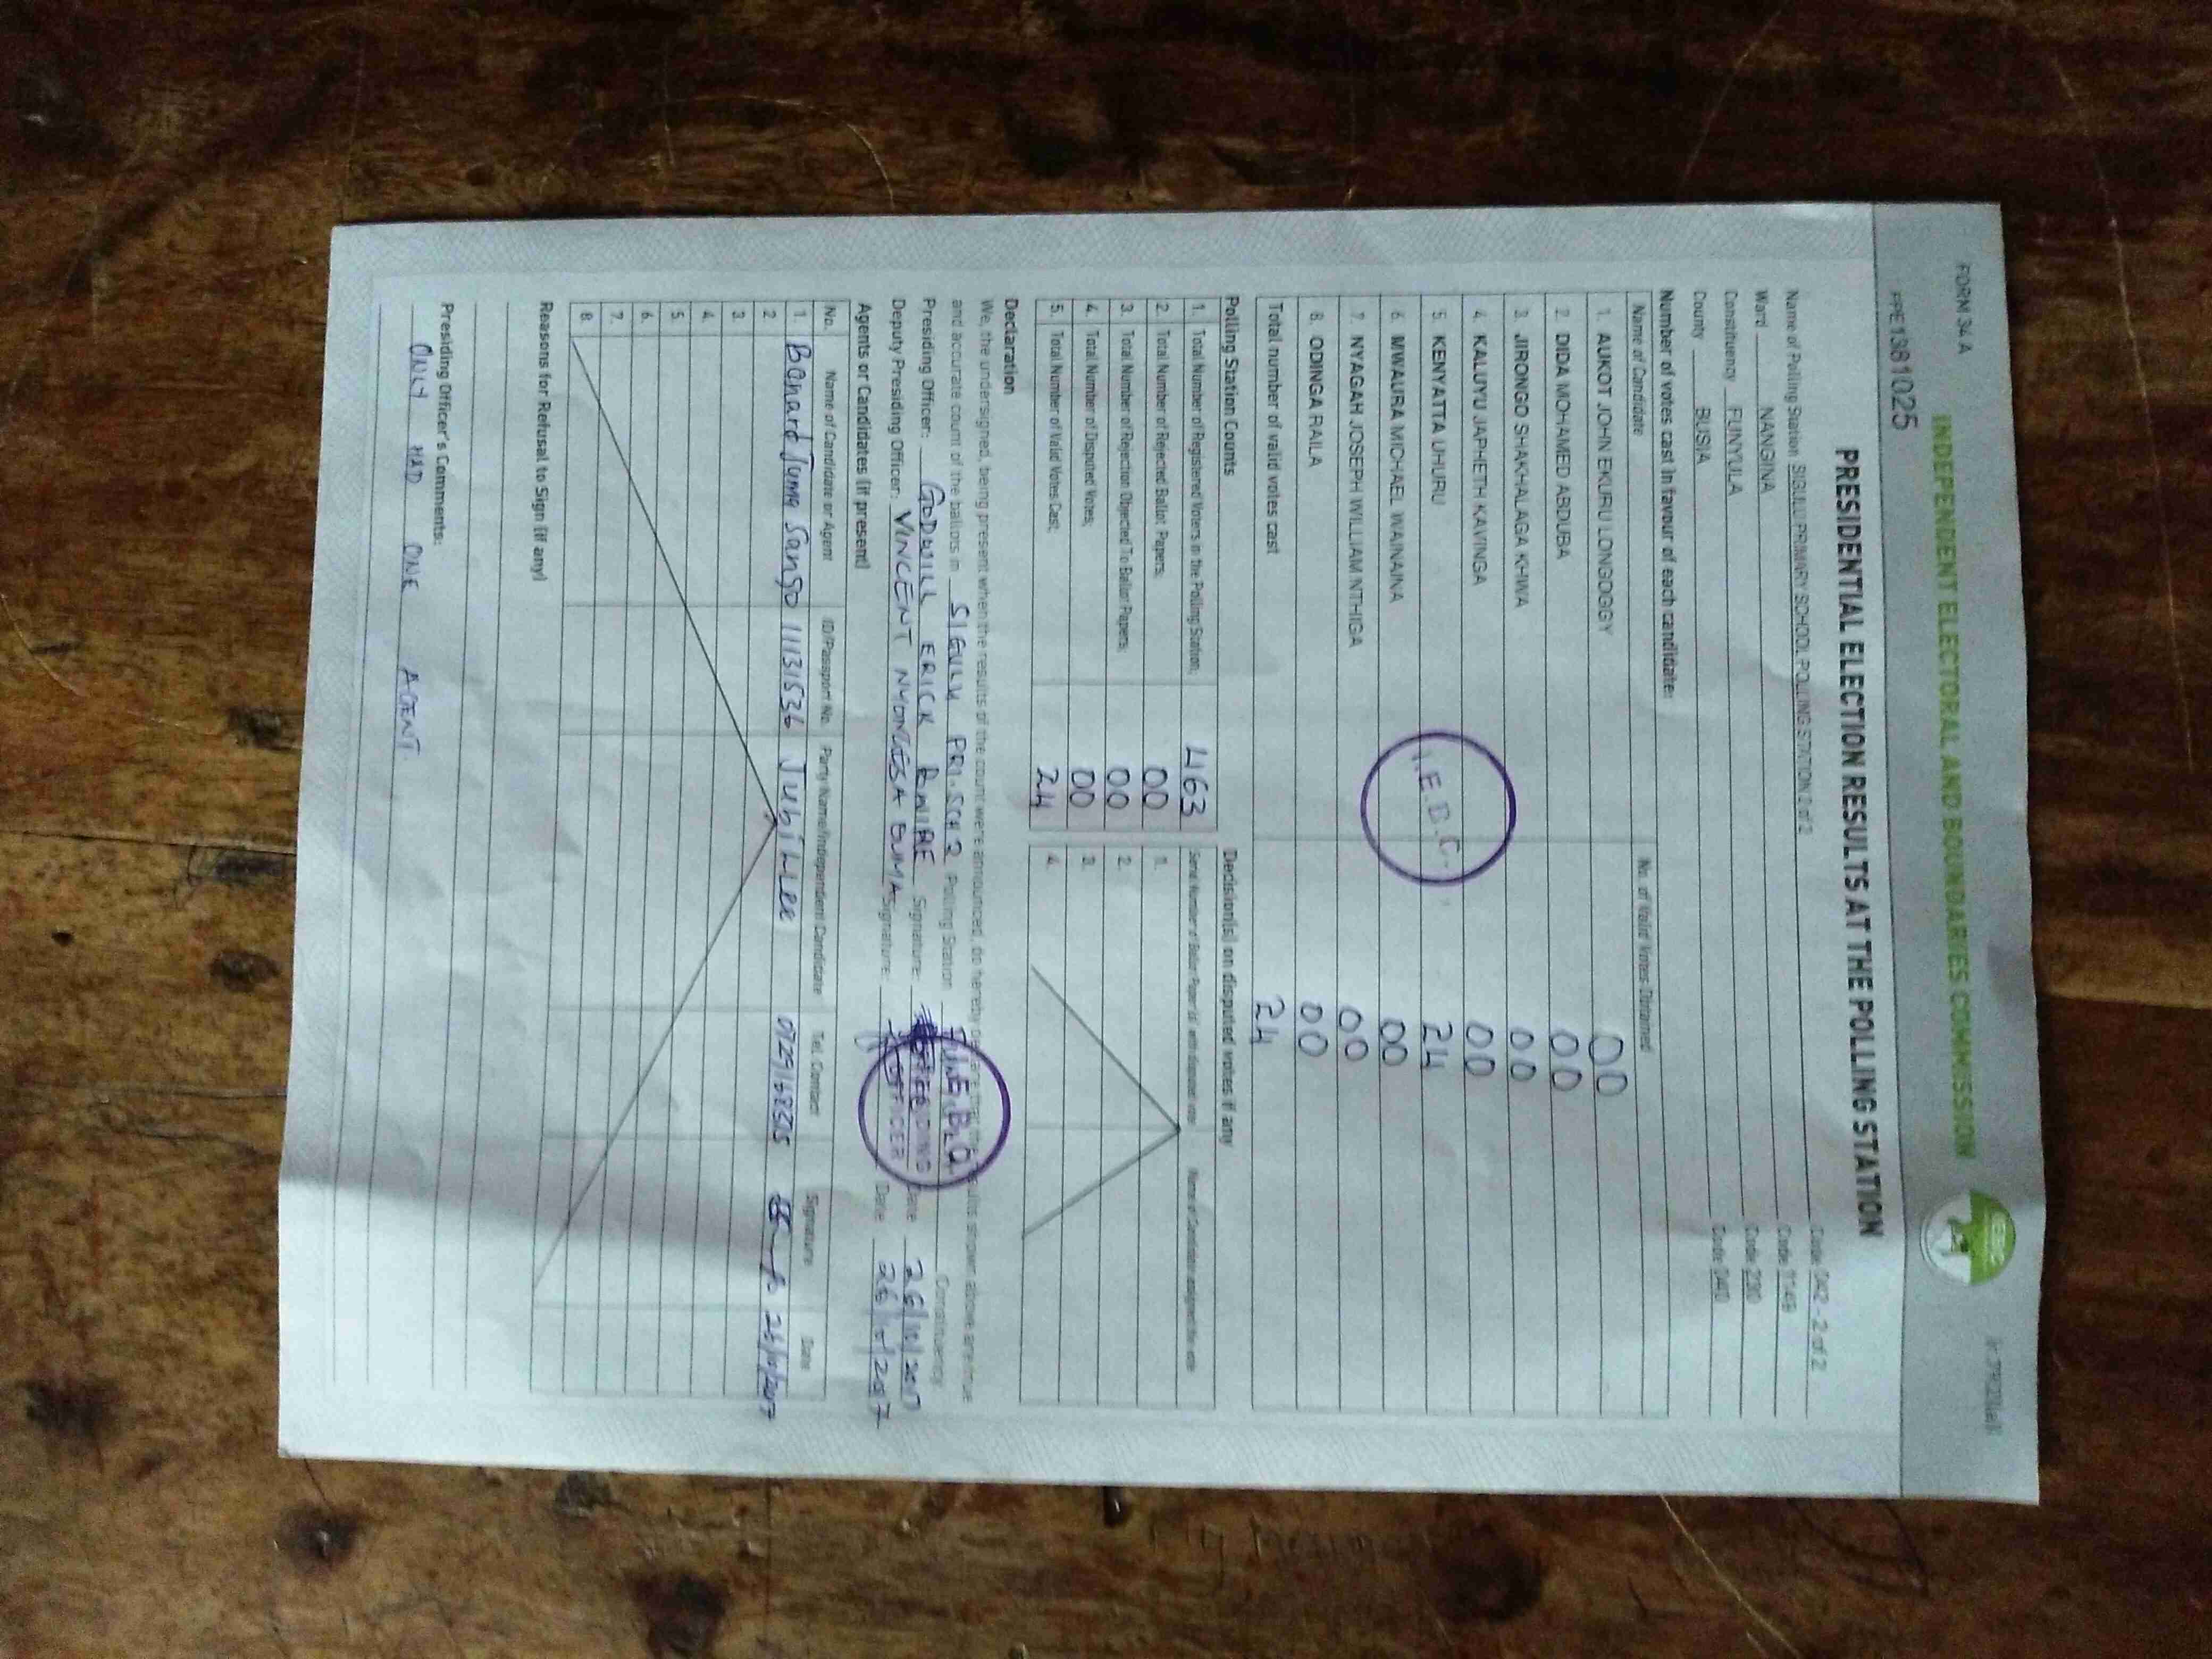 FORM 34 A
INDEPENDENT ELECTORAL AND BOUNDARIES COMMISSION
PPE1381025
PRESIDENTIAL ELECTION RESULTS AT THE POLLING STATION
Name of Polling Station SIGULU PRIMARY SCHOOL POLLING STATION 2 of 2 Code 042 - 2 of 2
Ward NANGINA Code
Constituency FUNYULA Code
County BUSIA Code 040
Number of votes cast in favour of each candidate:
Name of Candidate No. of Valid Votes Obtained
1. AUKOT JOHN EKURU LONGOGGY 00
2. DIDA MOHAMED ABDUBA 00
3. JIRONGO SHAKHALAGA KHWA 00
4. KALUYU JAPHETH KAVINGA 00
5. KENYATTA UHURU 24
6. MWAURA MICHAEL WAINAINA 00
7. NYAGAH JOSEPH WILLIAM NTHIGA 00
8. ODINGA RAILA 00
Total number of valid votes cast 24
I.E.B.C.
Polling Station Counts
1. Total Number of Registered Voters in the Polling Station; 463
2. Total Number of Rejected Ballot Papers; 00
3. Total Number of Rejection Objected To Ballot Papers; 00
4. Total Number of Disputed Votes; 00
5. Total Number of Valid Votes Cast; 24
Decision(s) on disputed votes if any
Serial Number of Ballot Paper(s) with disputed vote Name of Candidate assigned the vote
1.
2.
3.
4.
Declaration
We, the undersigned, being present when the results of the count were announced, do hereby declare that the results shown above are true
and accurate count of the ballots in SIGULU PRI. SCH 2 Polling Station Constituency
Presiding Officer: GODWILL ERICK Signature: Date 26/10/2017
Deputy Presiding Officer: VINCENT NYONGESA BUMA Signature: Date 26/10/2017
I.E.B.C.
PRESIDING
OFFICER
Agents or Candidates (if present)
No. Name of Candidate or Agent ID/Passport No. Party Name/Independent Candidate Tel. Contact Signature Date
1. Benard Juma Sango 11131536 Jubilee 0729168355 26/10/2017
2.
3.
4.
5.
6.
7.
8.
Reasons for Refusal to Sign (if any)
Presiding Officer's Comments:
ONLY HAD ONE AGENT